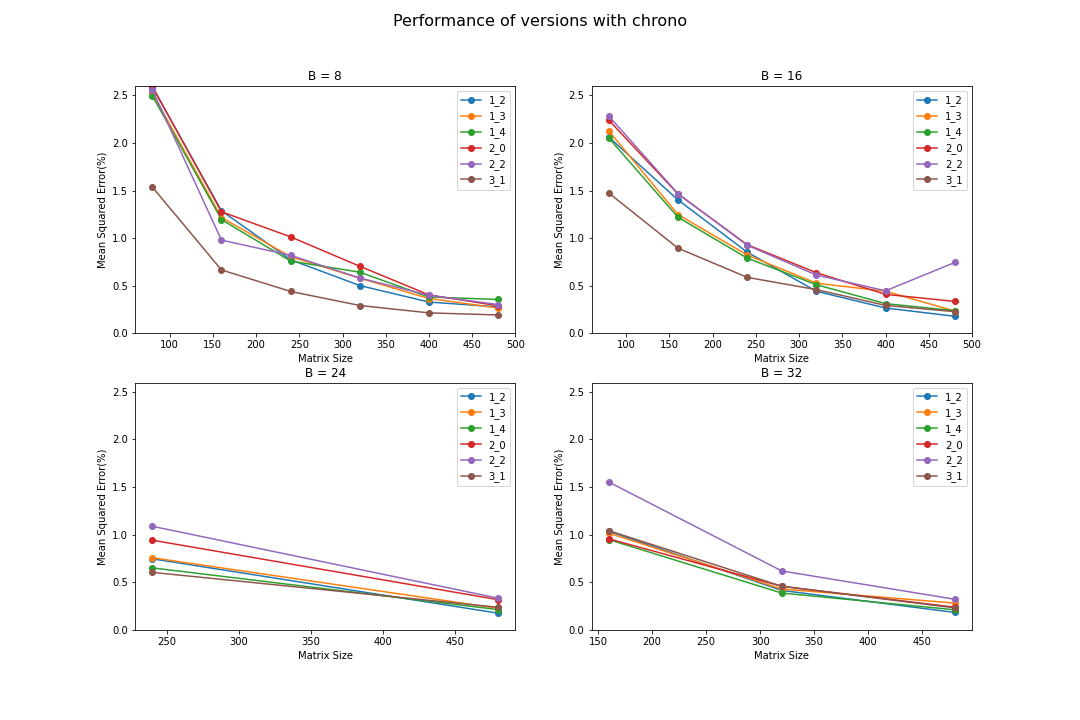 Performance of versions with chrono
B = 8
Mean Squared Error(%)
2.5
2.0
1.5
1.0
0.5
0.0
1_2
1_3
1_4
2_0
2_2
3_1
100 150 200 250 300 350 400 450 500
Matrix Size
B = 16
Mean Squared Error(%)
2.5
2.0
1.5
1.0
0.5
0.0
1_2
1_3
1_4
2_0
2_2
3_1
100 150 200 250 300 350 400 450 500
Matrix Size
B = 24
Mean Squared Error(%)
2.5
2.0
1.5
1.0
0.5
0.0
1_2
1_3
1_4
2_0
2_2
3_1
250 300 350 400 450
Matrix Size
B = 32
Mean Squared Error(%)
2.5
2.0
1.5
1.0
0.5
0.0
1_2
1_3
1_4
2_0
2_2
3_1
150 200 250 300 350 400 450
Matrix Size